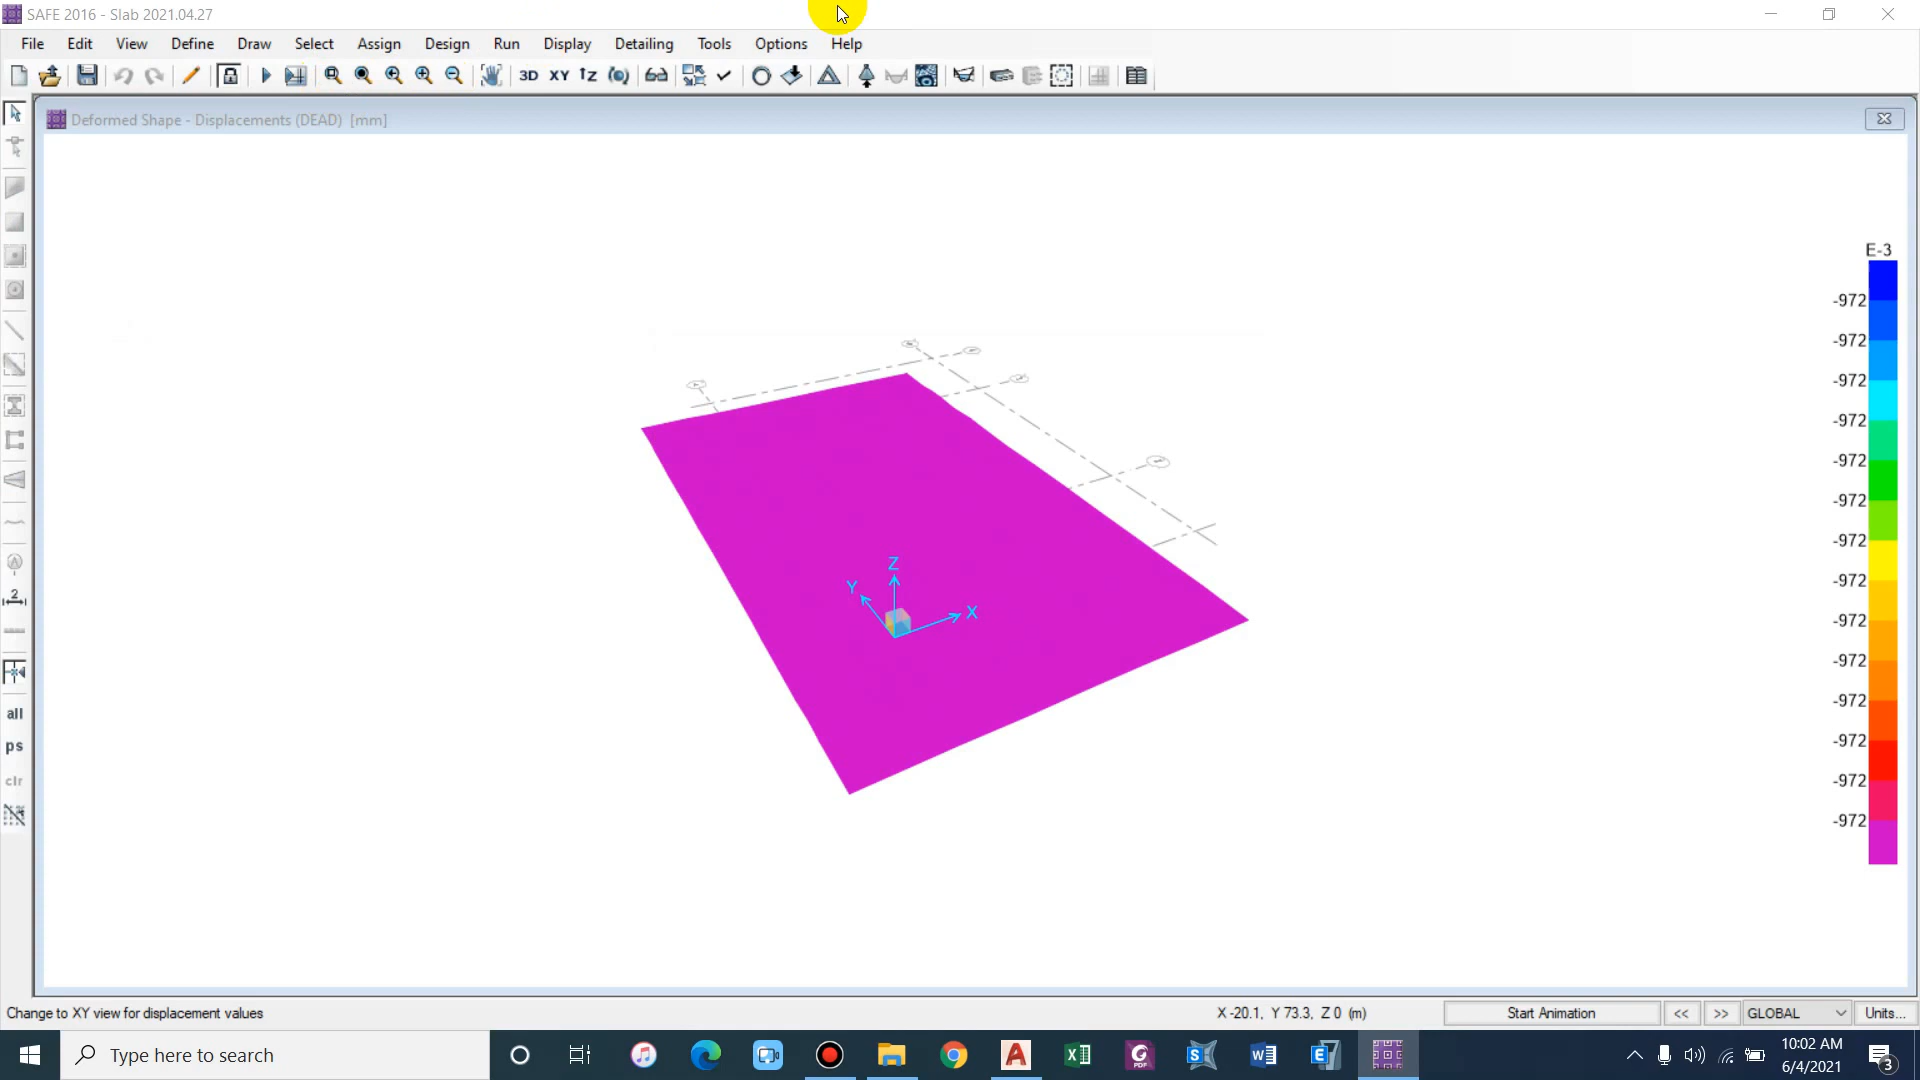 SAFE 2016 - Slab 2021.04.27
File Edit View Define Draw Select Assign Design Run Display Detailing Tools Options Help
3D XY
Deformed Shape - Displacements (DEAD) [mm]
E-3
-972
-972
-972
-972
-972
-972
-972
-972
-972
-972
-972
-972
-972
-972
Z
Y
X
2
all
ps
clr
Change to XY view for displacement values
X -20.1, Y 73.3, Z 0 (m)
Start Animation
<< >>
GLOBAL
Units...
Type here to search
10:02 AM
6/4/2021
3